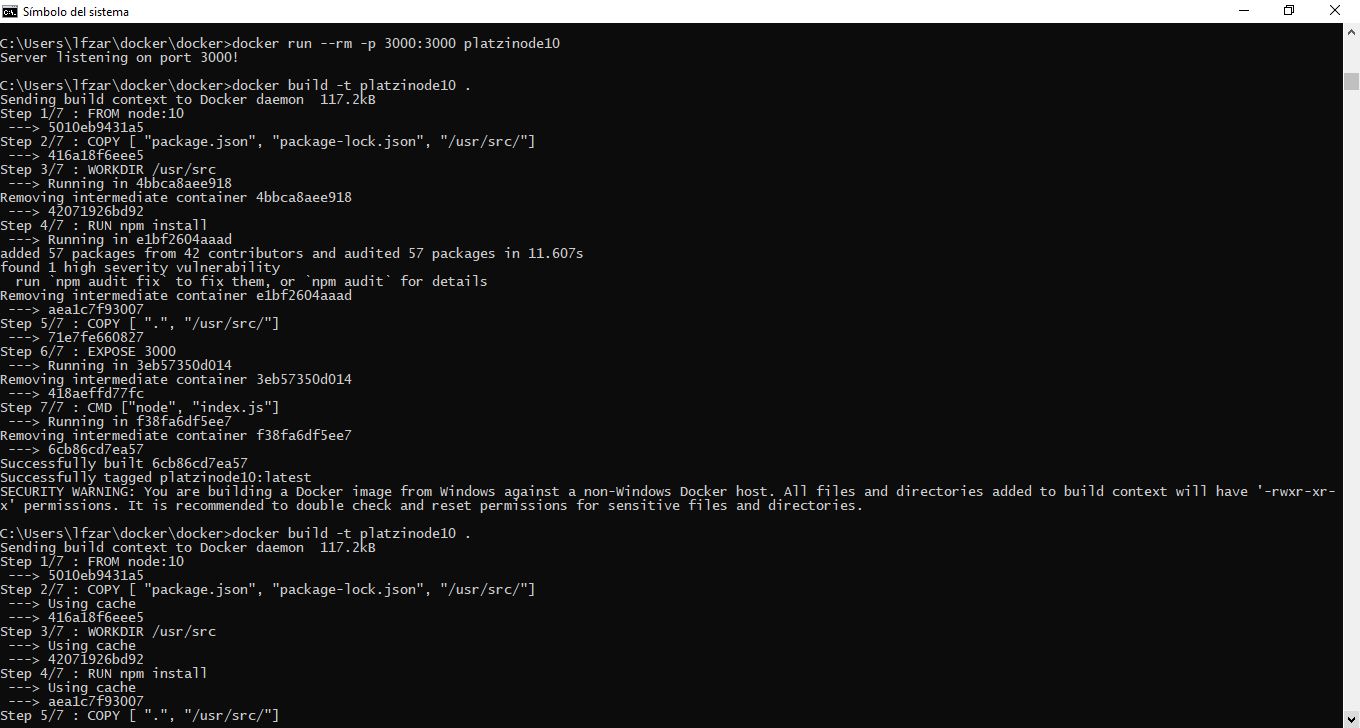 Símbolo del sistema
C:\Users\lfzar\docker\docker>docker run --rm -p 3000:3000 platzinode10
Server listening on port 3000!
C:\Users\lfzar\docker\docker>docker build -t platzinode10 .
Sending build context to Docker daemon  117.2kB
Step 1/7 : FROM node:10
 ---> 5010eb9431a5
Step 2/7 : COPY [ "package.json", "package-lock.json", "/usr/src/"]
 ---> 416a18f6eee5
Step 3/7 : WORKDIR /usr/src
 ---> Running in 4bbca8aee918
Removing intermediate container 4bbca8aee918
 ---> 42071926bd92
Step 4/7 : RUN npm install
 ---> Running in e1bf2604aaad
added 57 packages from 42 contributors and audited 57 packages in 11.607s
found 1 high severity vulnerability
  run `npm audit fix` to fix them, or `npm audit` for details
Removing intermediate container e1bf2604aaad
 ---> aea1c7f93007
Step 5/7 : COPY [ ".", "/usr/src/"]
 ---> 71e7fe660827
Step 6/7 : EXPOSE 3000
 ---> Running in 3eb57350d014
Removing intermediate container 3eb57350d014
 ---> 418aeffd77fc
Step 7/7 : CMD ["node", "index.js"]
 ---> Running in f38fa6df5ee7
Removing intermediate container f38fa6df5ee7
 ---> 6cb86cd7ea57
Successfully built 6cb86cd7ea57
Successfully tagged platzinode10:latest
SECURITY WARNING: You are building a Docker image from Windows against a non-Windows Docker host. All files and directories added to build context will have '-rwxr-xr-
x' permissions. It is recommended to double check and reset permissions for sensitive files and directories.
C:\Users\lfzar\docker\docker>docker build -t platzinode10 .
Sending build context to Docker daemon  117.2kB
Step 1/7 : FROM node:10
 ---> 5010eb9431a5
Step 2/7 : COPY [ "package.json", "package-lock.json", "/usr/src/"]
 ---> Using cache
 ---> 416a18f6eee5
Step 3/7 : WORKDIR /usr/src
 ---> Using cache
 ---> 42071926bd92
Step 4/7 : RUN npm install
 ---> Using cache
 ---> aea1c7f93007
Step 5/7 : COPY [ ".", "/usr/src/"]